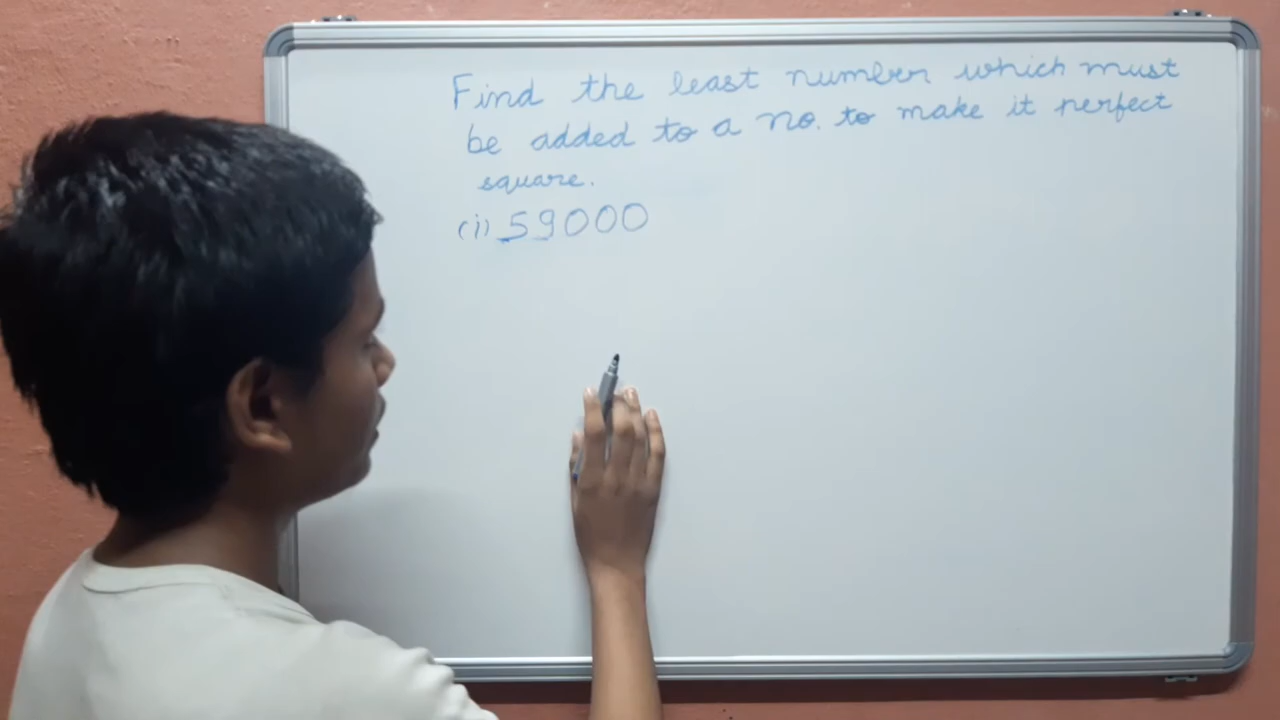 Find the least number which must
be added to a no. to make it perfect
square.
(i) 59000